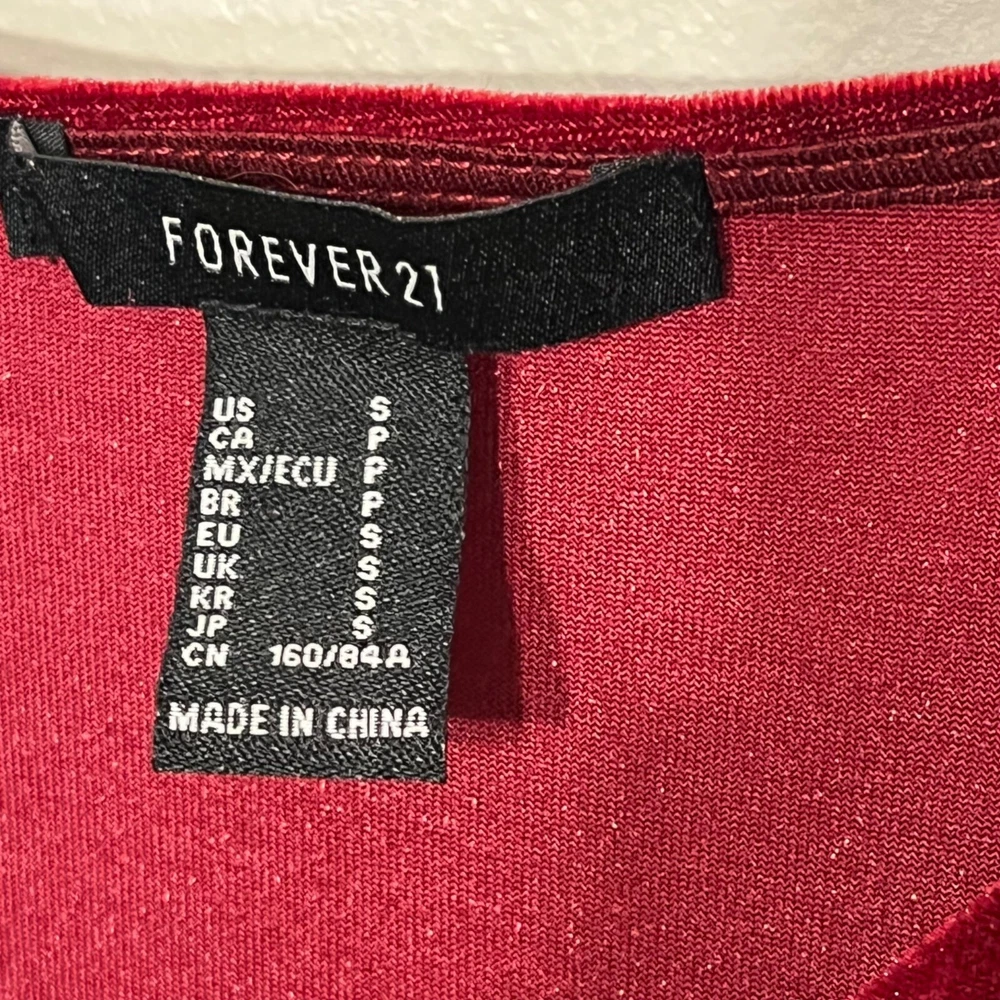 FOREVER 21
US S
CA P
MX/ECU P
BR P
EU S
UK S
KR S
JP S
CN 160/84A
MADE IN CHINA